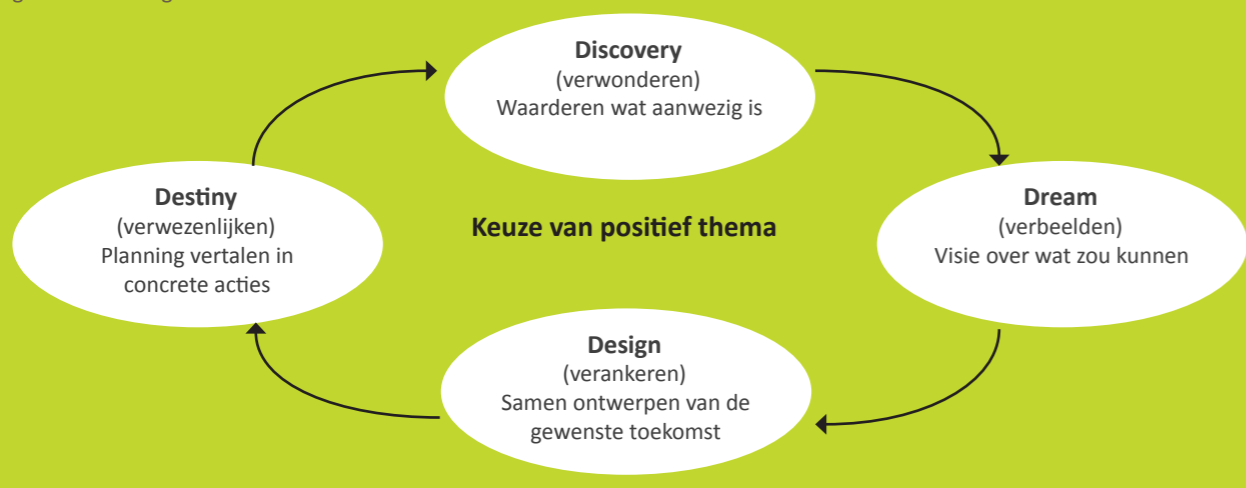 Discovery
(verwonderen)
Waarderen wat aanwezig is
Destiny
(verwezenlijken)
Planning vertalen in
concrete acties
Keuze van positief thema
Dream
(verbeelden)
Visie over wat zou kunnen
Design
(verankeren)
Samen ontwerpen van de
gewenste toekomst